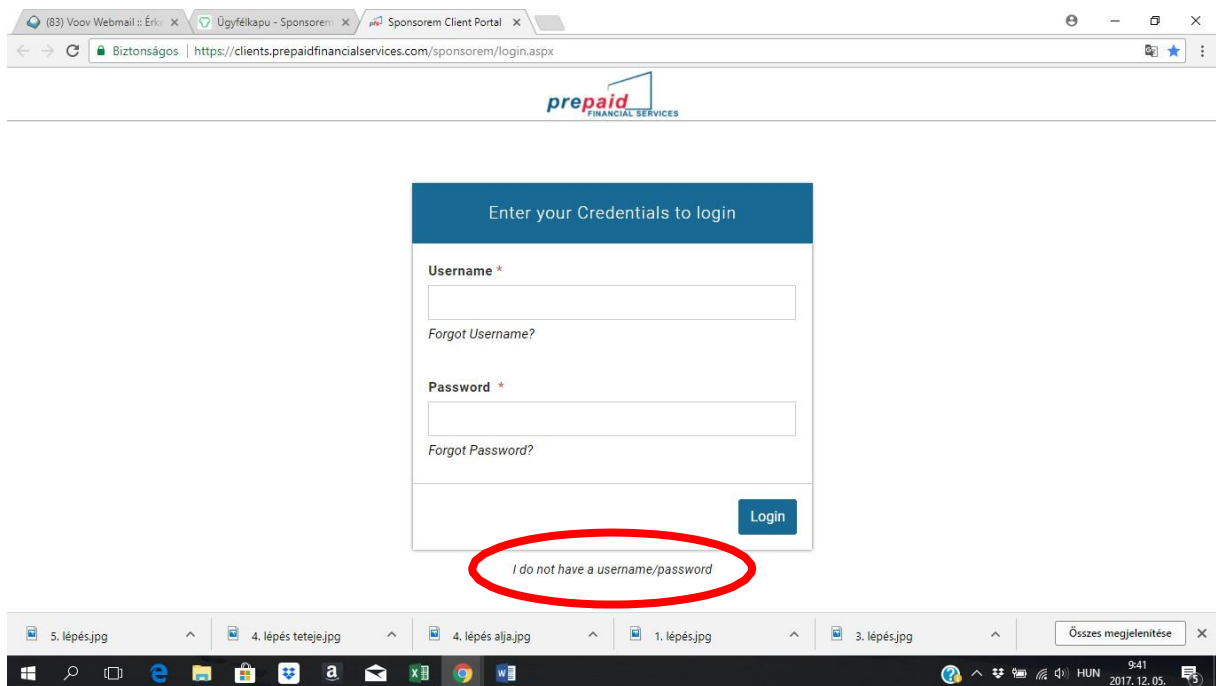 (83) Voov Webmail :: Érk
Ügyfélkapu - Sponsorem
Sponsorem Client Portal
Biztonságos
https://clients.prepaidfinancialservices.com/sponsorem/login.aspx
prepaid
FINANCIAL SERVICES
Enter your Credentials to login
Username *
Forgot Username?
Password *
Forgot Password?
Login
I do not have a username/password
5. lépés.jpg
4. lépés teteje.jpg
4. lépés alja.jpg
1. lépés.jpg
3. lépés.jpg
Összes megjelenítése
HUN
9:41
2017. 12. 05.